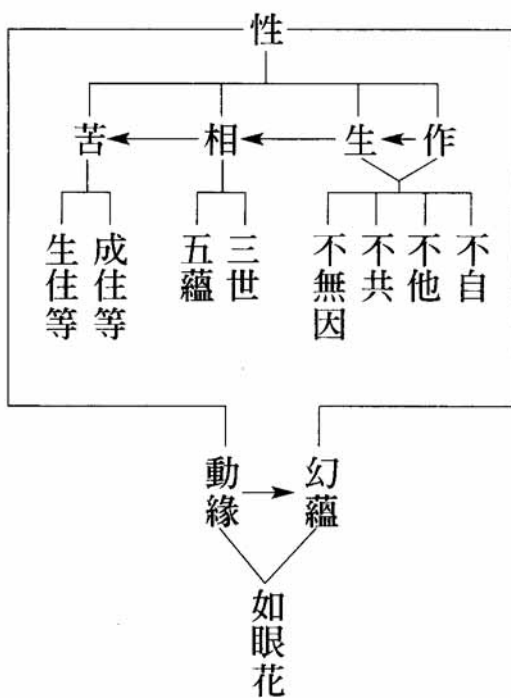 性
作
生
相
苦
不自
不他
不共
不無因
三世
五蘊
成住等
生住等
幻蘊
動緣
如眼花